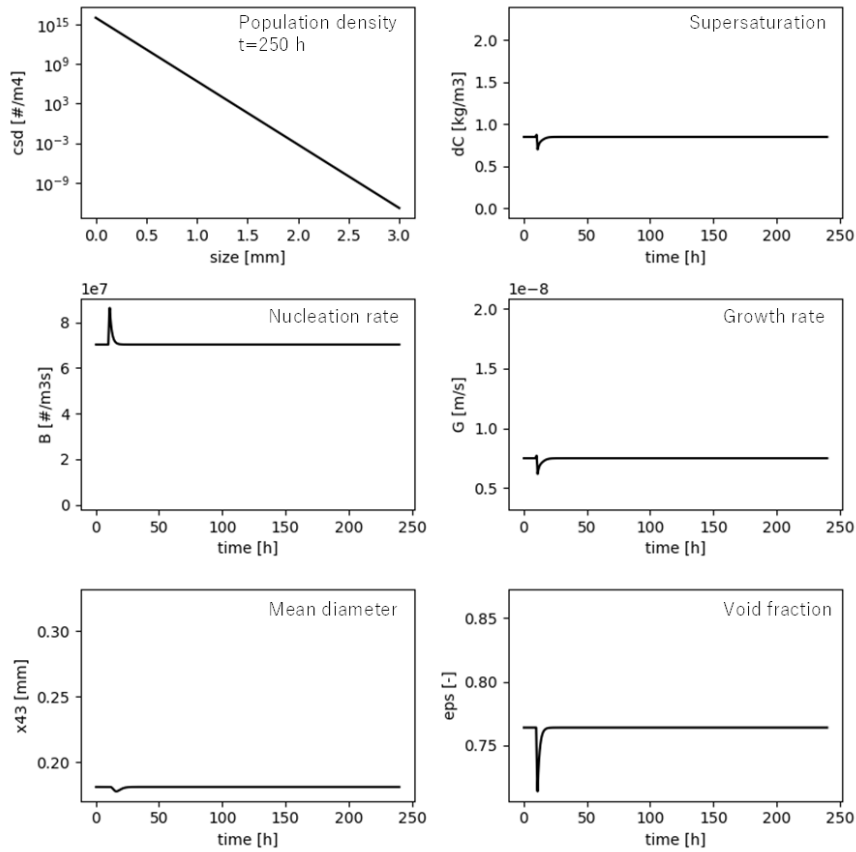 Population density
t=250 h
10^15
10^9
10^3
10^−3
10^−9
csd [#/m4]
0.0 0.5 1.0 1.5 2.0 2.5 3.0
size [mm]
Supersaturation
2.0
1.5
1.0
0.5
0.0
dC [kg/m3]
0 50 100 150 200 250
time [h]
1e7
Nucleation rate
8
6
4
2
0
B [#/m3s]
0 50 100 150 200 250
time [h]
1e−8
Growth rate
2.0
1.5
1.0
0.5
G [m/s]
0 50 100 150 200 250
time [h]
Mean diameter
0.30
0.25
0.20
x43 [mm]
0 50 100 150 200 250
time [h]
Void fraction
0.85
0.80
0.75
eps [-]
0 50 100 150 200 250
time [h]